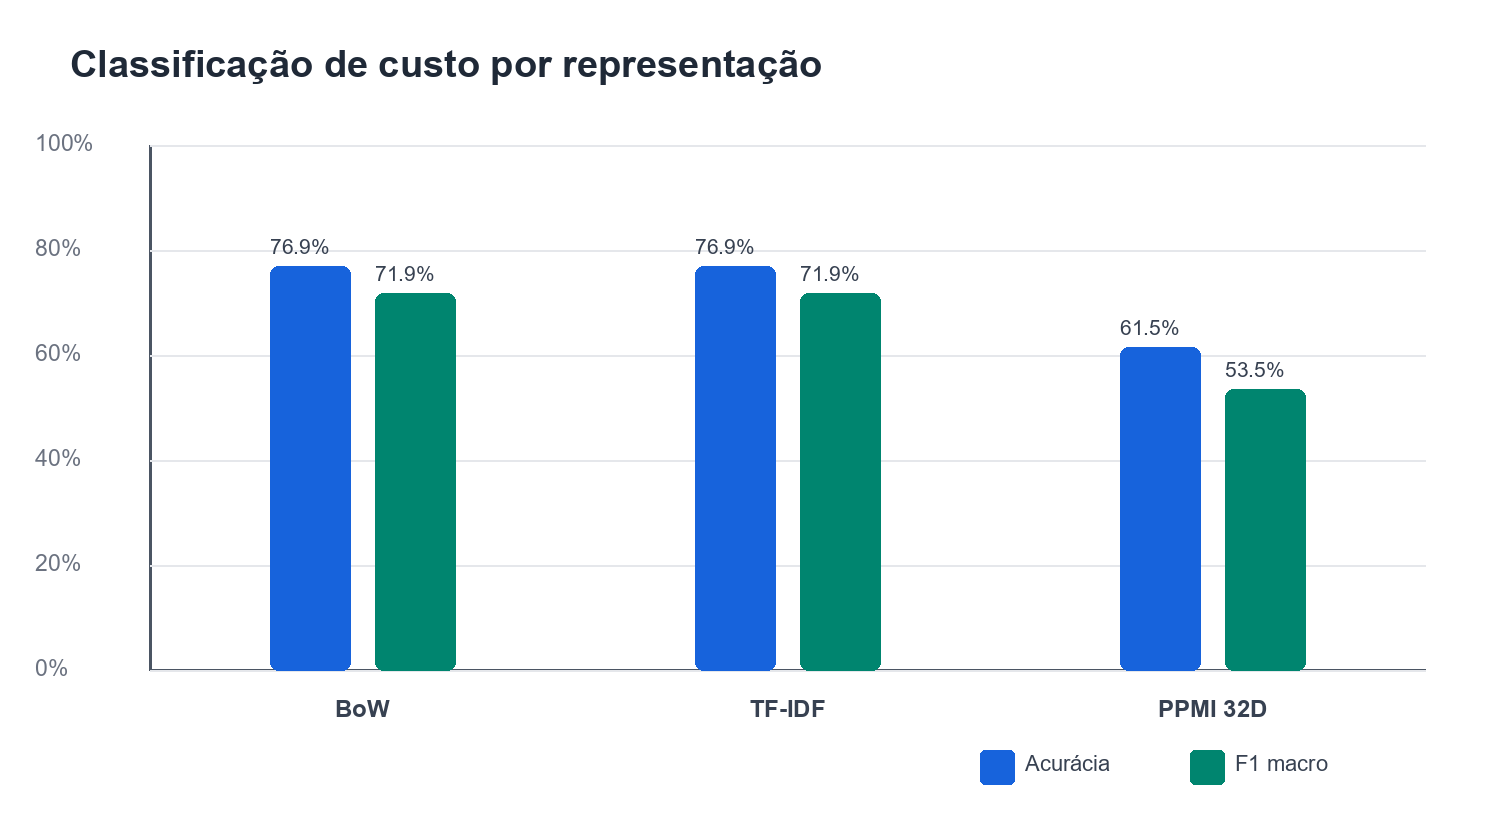 Classificação de custo por representação
100%
80%
60%
40%
20%
0%
76.9%
71.9%
76.9%
71.9%
61.5%
53.5%
BoW
TF-IDF
PPMI 32D
Acurácia
F1 macro